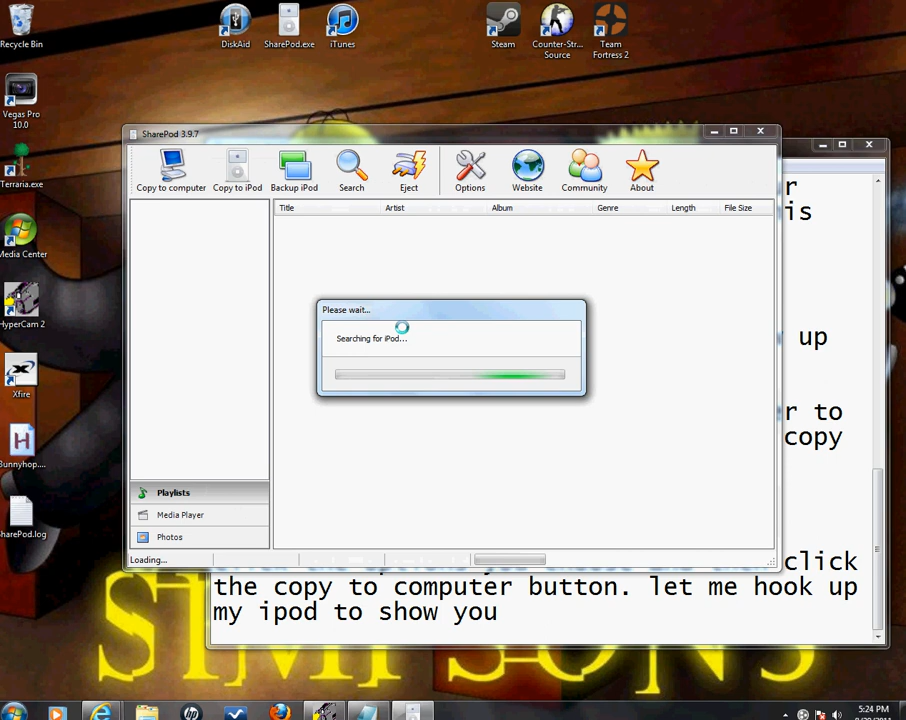 DiskAid
SharePod.exe
iTunes
Steam
Counter-Str...
Source
Team
Fortress 2
Recycle Bin
Vegas Pro
10.0
Terraria.exe
Media Center
HyperCam 2
Xfire
Bunnyhop....
SharePod.log
SharePod 3.9.7
Copy to computer
Copy to iPod
Backup iPod
Search
Eject
Options
Website
Community
About
Title
Artist
Album
Genre
Length
File Size
Please wait...
Searching for iPod...
Playlists
Media Player
Photos
Loading...
r
is
up
r to
copy
click
the copy to computer button. let me hook up
my ipod to show you
SIMPSONS
5:24 PM